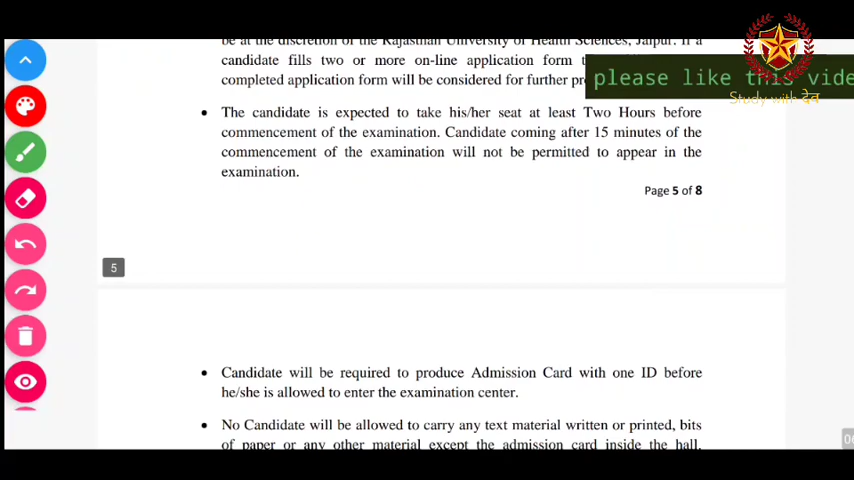 be at the discretion of the Rajasthan University of Health Sciences, Jaipur. If a
candidate fills two or more on-line application form
completed application form will be considered for further
please like this vide
Study with देव
• The candidate is expected to take his/her seat at least Two Hours before
commencement of the examination. Candidate coming after 15 minutes of the
commencement of the examination will not be permitted to appear in the
examination.
Page 5 of 8
5
• Candidate will be required to produce Admission Card with one ID before
he/she is allowed to enter the examination center.
• No Candidate will be allowed to carry any text material written or printed, bits
of paper or any other material except the admission card inside the hall.